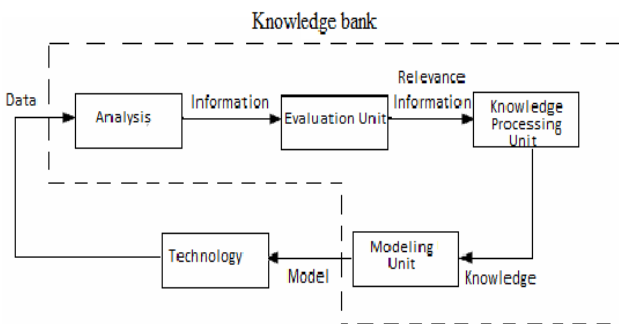 Knowledge bank
Data
Analysis
Information
Evaluation Unit
Relevance
Information
Knowledge
Processing
Unit
Technology
Model
Modeling
Unit
Knowledge